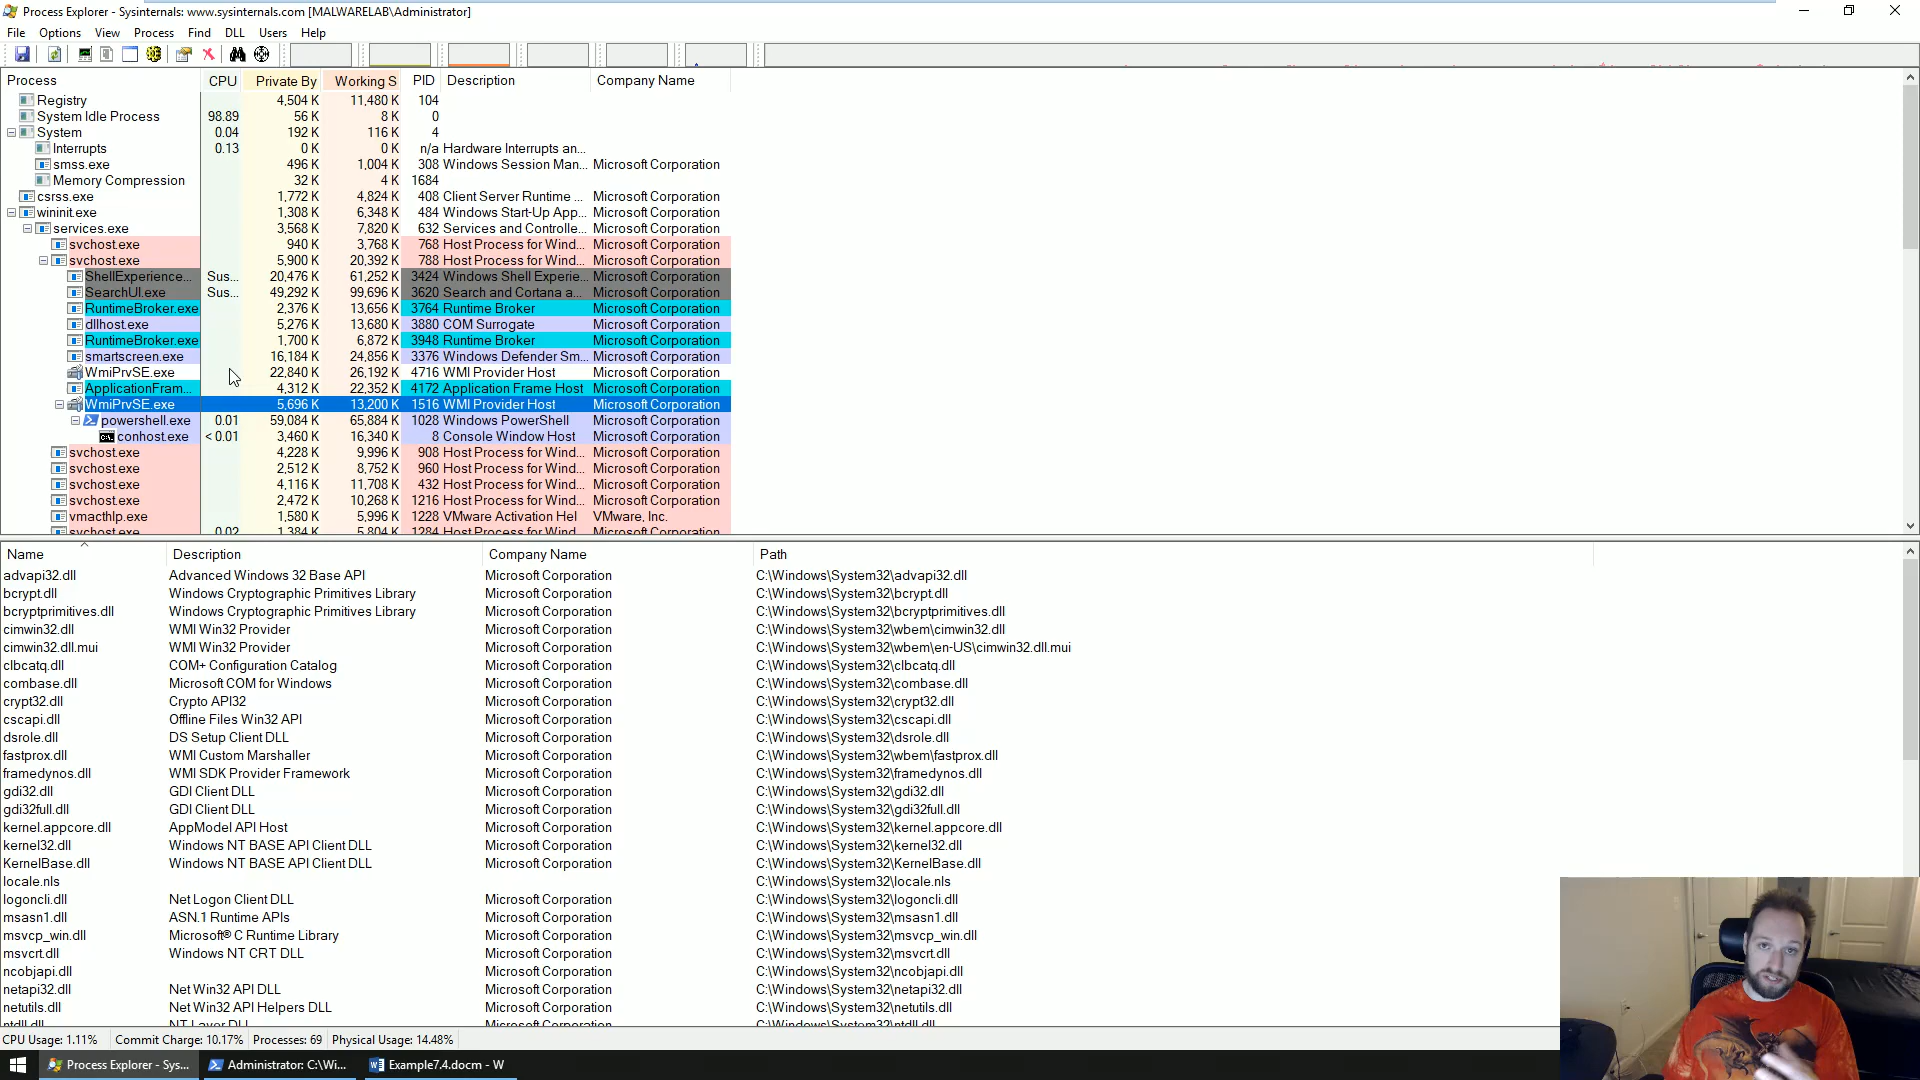 Process Explorer - Sysinternals: www.sysinternals.com [MALWARELAB\Administrator]
File Options View Process Find DLL Users Help
Process CPU Private By Working S PID Description Company Name
Registry 4,504 K 11,480 K 104
System Idle Process 98.89 56 K 8 K 0
System 0.04 192 K 116 K 4
Interrupts 0.13 0 K 0 K n/a Hardware Interrupts an...
smss.exe 496 K 1,004 K 308 Windows Session Man... Microsoft Corporation
Memory Compression 32 K 4 K 1684
csrss.exe 1,772 K 4,824 K 408 Client Server Runtime ... Microsoft Corporation
wininit.exe 1,308 K 6,348 K 484 Windows Start-Up App... Microsoft Corporation
services.exe 3,568 K 7,820 K 632 Services and Controlle... Microsoft Corporation
svchost.exe 940 K 3,768 K 768 Host Process for Wind... Microsoft Corporation
svchost.exe 5,900 K 20,392 K 788 Host Process for Wind... Microsoft Corporation
ShellExperience... Sus... 20,476 K 61,252 K 3424 Windows Shell Experie... Microsoft Corporation
SearchUI.exe Sus... 49,292 K 99,696 K 3620 Search and Cortana a... Microsoft Corporation
RuntimeBroker.exe 2,376 K 13,656 K 3764 Runtime Broker Microsoft Corporation
dllhost.exe 5,276 K 13,680 K 3880 COM Surrogate Microsoft Corporation
RuntimeBroker.exe 1,700 K 6,872 K 3948 Runtime Broker Microsoft Corporation
smartscreen.exe 16,184 K 24,856 K 3376 Windows Defender Sm... Microsoft Corporation
WmiPrvSE.exe 22,840 K 26,192 K 4716 WMI Provider Host Microsoft Corporation
ApplicationFram... 4,312 K 22,352 K 4172 Application Frame Host Microsoft Corporation
WmiPrvSE.exe 5,696 K 13,200 K 1516 WMI Provider Host Microsoft Corporation
powershell.exe 0.01 59,084 K 65,884 K 1028 Windows PowerShell Microsoft Corporation
conhost.exe < 0.01 3,460 K 16,340 K 8 Console Window Host Microsoft Corporation
svchost.exe 4,228 K 9,996 K 908 Host Process for Wind... Microsoft Corporation
svchost.exe 2,512 K 8,752 K 960 Host Process for Wind... Microsoft Corporation
svchost.exe 4,116 K 11,708 K 432 Host Process for Wind... Microsoft Corporation
svchost.exe 2,472 K 10,268 K 1216 Host Process for Wind... Microsoft Corporation
vmacthlp.exe 1,580 K 5,996 K 1228 VMware Activation Hel VMware, Inc.
svchost.exe 0.02 1,384 K 5,804 K 1284 Host Process for Wind... Microsoft Corporation
Name Description Company Name Path
advapi32.dll Advanced Windows 32 Base API Microsoft Corporation C:\Windows\System32\advapi32.dll
bcrypt.dll Windows Cryptographic Primitives Library Microsoft Corporation C:\Windows\System32\bcrypt.dll
bcryptprimitives.dll Windows Cryptographic Primitives Library Microsoft Corporation C:\Windows\System32\bcryptprimitives.dll
cimwin32.dll WMI Win32 Provider Microsoft Corporation C:\Windows\System32\wbem\cimwin32.dll
cimwin32.dll.mui WMI Win32 Provider Microsoft Corporation C:\Windows\System32\wbem\en-US\cimwin32.dll.mui
clbcatq.dll COM+ Configuration Catalog Microsoft Corporation C:\Windows\System32\clbcatq.dll
combase.dll Microsoft COM for Windows Microsoft Corporation C:\Windows\System32\combase.dll
crypt32.dll Crypto API32 Microsoft Corporation C:\Windows\System32\crypt32.dll
cscapi.dll Offline Files Win32 API Microsoft Corporation C:\Windows\System32\cscapi.dll
dsrole.dll DS Setup Client DLL Microsoft Corporation C:\Windows\System32\dsrole.dll
fastprox.dll WMI Custom Marshaller Microsoft Corporation C:\Windows\System32\wbem\fastprox.dll
framedynos.dll WMI SDK Provider Framework Microsoft Corporation C:\Windows\System32\framedynos.dll
gdi32.dll GDI Client DLL Microsoft Corporation C:\Windows\System32\gdi32.dll
gdi32full.dll GDI Client DLL Microsoft Corporation C:\Windows\System32\gdi32full.dll
kernel.appcore.dll AppModel API Host Microsoft Corporation C:\Windows\System32\kernel.appcore.dll
kernel32.dll Windows NT BASE API Client DLL Microsoft Corporation C:\Windows\System32\kernel32.dll
KernelBase.dll Windows NT BASE API Client DLL Microsoft Corporation C:\Windows\System32\KernelBase.dll
locale.nls C:\Windows\System32\locale.nls
logoncli.dll Net Logon Client DLL Microsoft Corporation C:\Windows\System32\logoncli.dll
msasn1.dll ASN.1 Runtime APIs Microsoft Corporation C:\Windows\System32\msasn1.dll
msvcp_win.dll Microsoft® C Runtime Library Microsoft Corporation C:\Windows\System32\msvcp_win.dll
msvcrt.dll Windows NT CRT DLL Microsoft Corporation C:\Windows\System32\msvcrt.dll
ncobjapi.dll Microsoft Corporation C:\Windows\System32\ncobjapi.dll
netapi32.dll Net Win32 API DLL Microsoft Corporation C:\Windows\System32\netapi32.dll
netutils.dll Net Win32 API Helpers DLL Microsoft Corporation C:\Windows\System32\netutils.dll
ntdll.dll NT Layer DLL Microsoft Corporation C:\Windows\System32\ntdll.dll
CPU Usage: 1.11% Commit Charge: 10.17% Processes: 69 Physical Usage: 14.48%
Process Explorer - Sys... Administrator: C:\Wi... Example7.4.docm - W